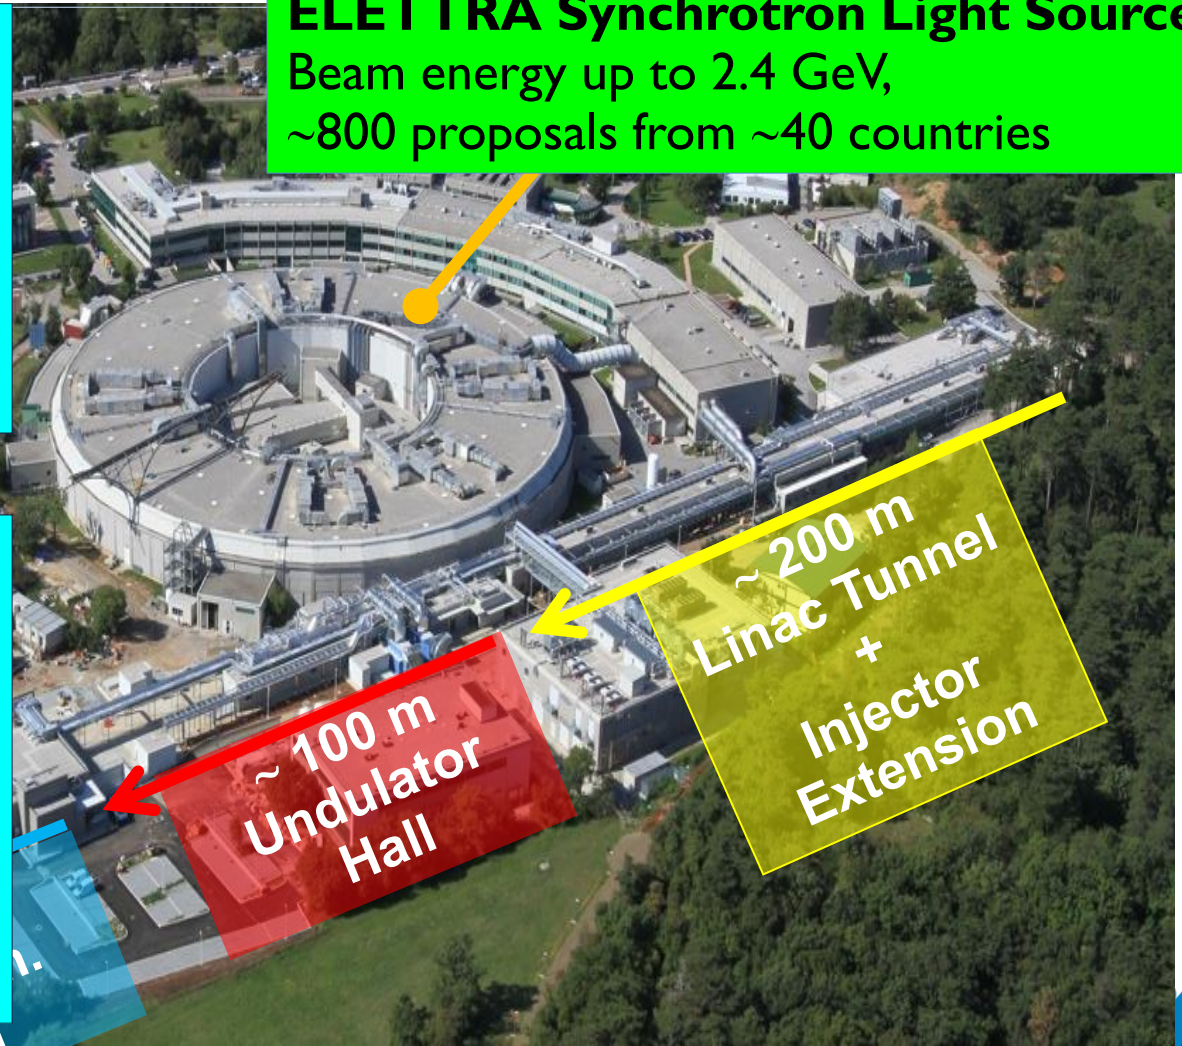 ELETTRA Synchrotron Light Source
Beam energy up to 2.4 GeV,
~800 proposals from ~40 countries
~ 200 m
Linac Tunnel
+
Injector
Extension
~ 100 m
Undulator
Hall